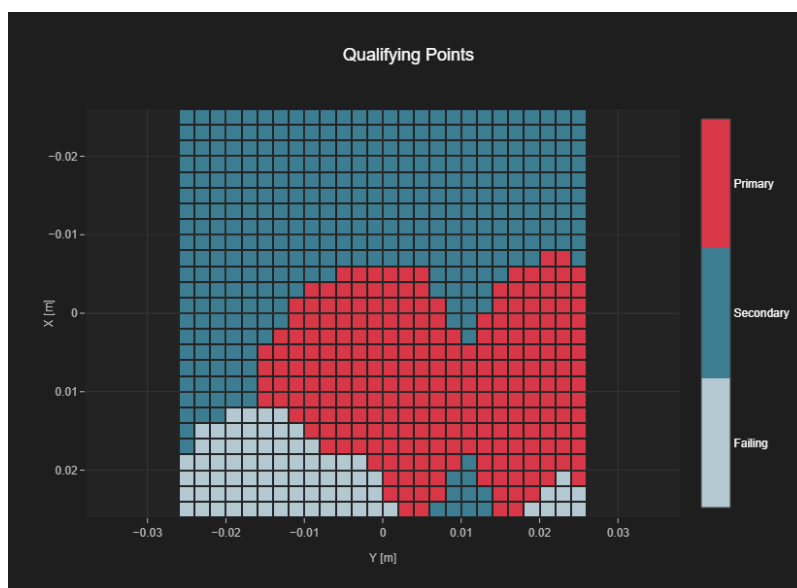 Qualifying Points
−0.02
−0.01
0
0.01
0.02
X [m]
−0.03
−0.02
−0.01
0
0.01
0.02
0.03
Y [m]
Primary
Secondary
Failing